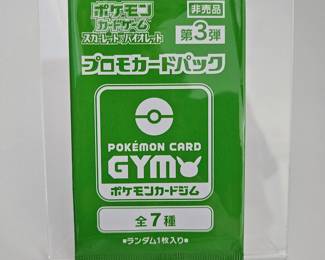 ポケモン
カードゲーム
スカーレット&バイオレット
非売品
第3弾
プロモカードパック
POKÉMON CARD
GYM
ポケモンカードジム
全7種
※ランダム1枚入り※